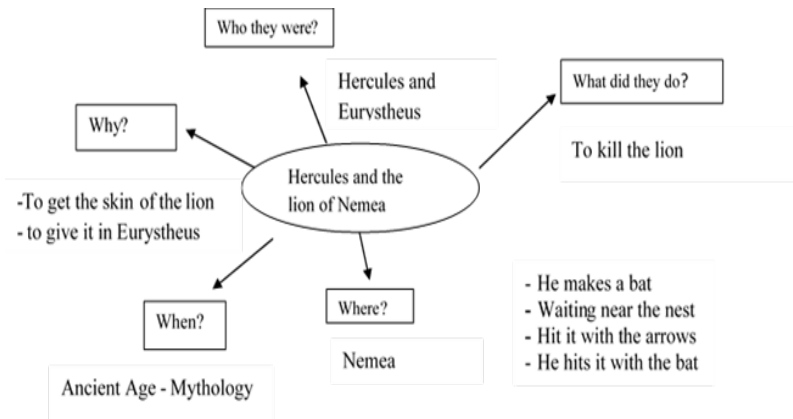 Who they were?
Hercules and
Eurystheus
What did they do?
To kill the lion
Why?
-To get the skin of the lion
- to give it in Eurystheus
Hercules and the
lion of Nemea
When?
Ancient Age - Mythology
Where?
Nemea
- He makes a bat
- Waiting near the nest
- Hit it with the arrows
- He hits it with the bat